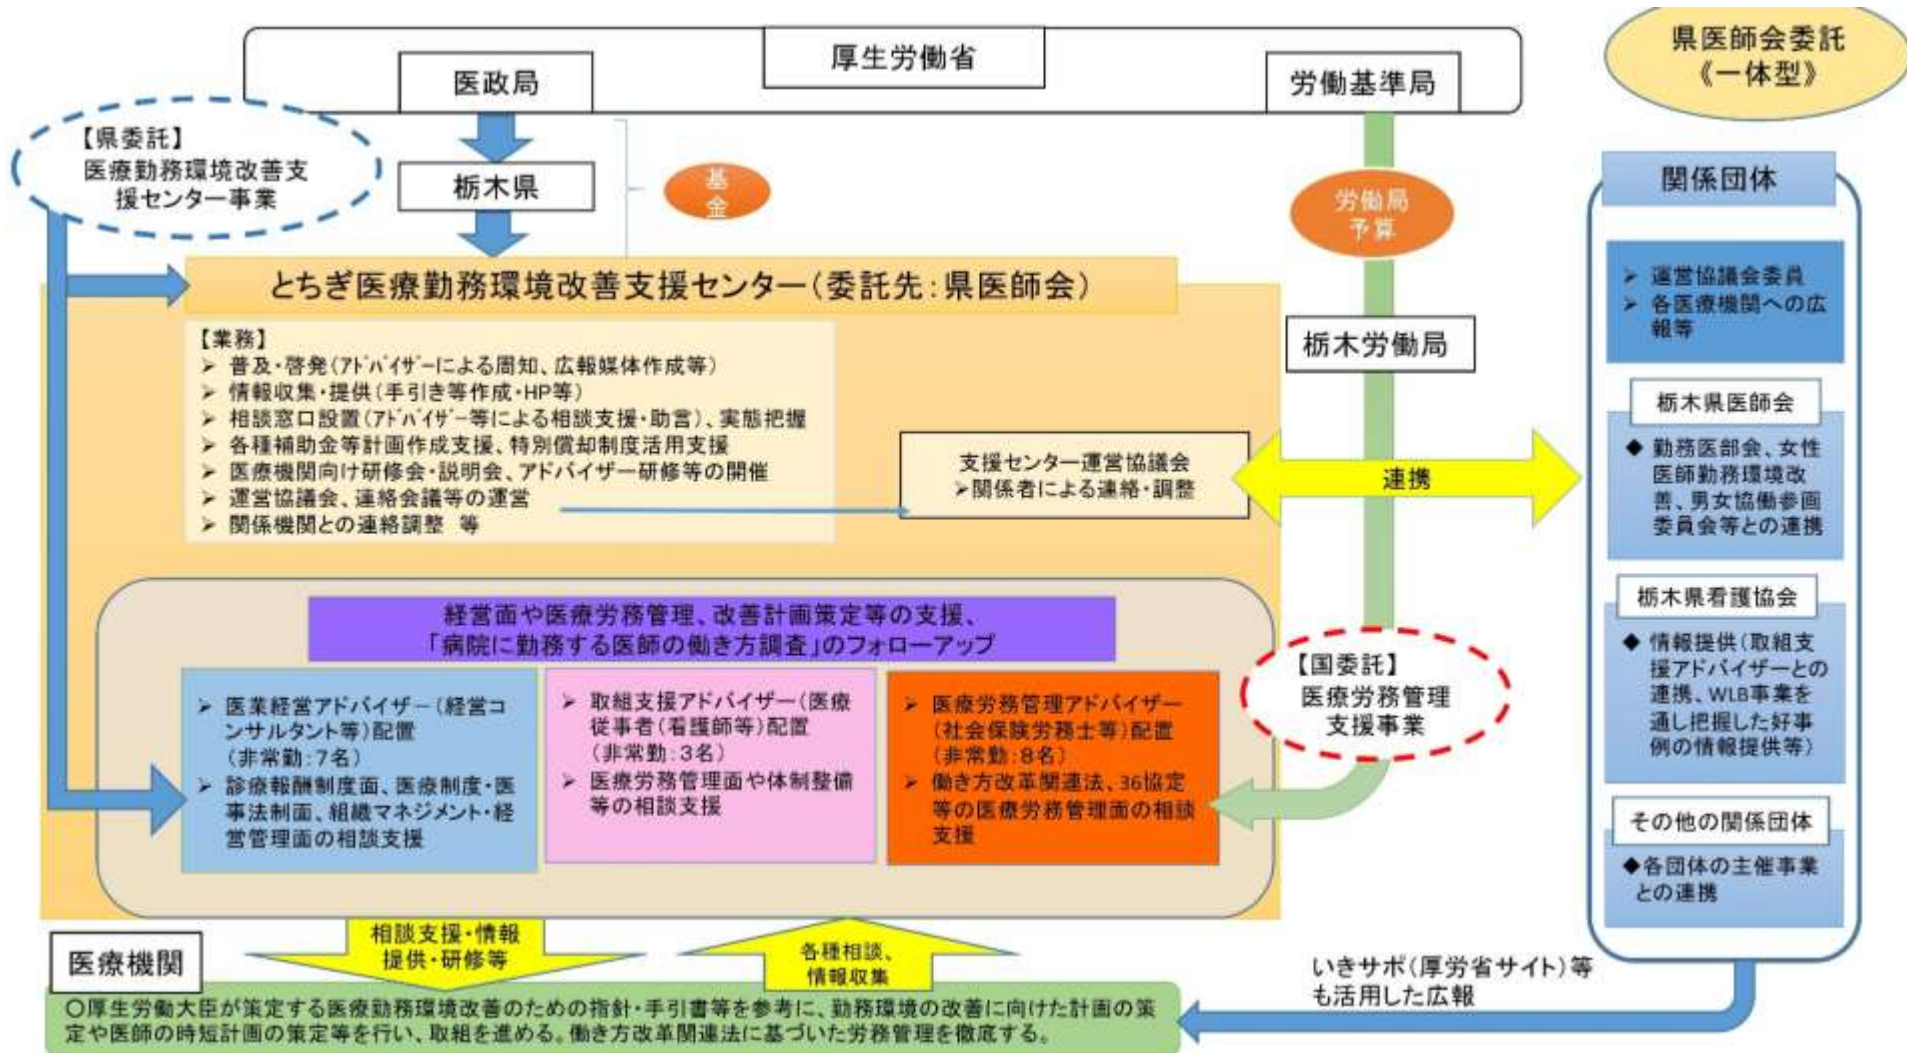 厚生労働省
医政局
労働基準局
県医師会委託
《一体型》
【県委託】
医療勤務環境改善支
援センター事業
栃木県
基
金
労働局
予算
関係団体
とちぎ医療勤務環境改善支援センター(委託先:県医師会)
【業務】
➢ 普及・啓発(ｱﾄﾞﾊﾞｲｻﾞｰによる周知、広報媒体作成等)
➢ 情報収集・提供(手引き等作成・HP等)
➢ 相談窓口設置(ｱﾄﾞﾊﾞｲｻﾞｰ等による相談支援・助言)、実態把握
➢ 各種補助金等計画作成支援、特別償却制度活用支援
➢ 医療機関向け研修会・説明会、アドバイザー研修等の開催
➢ 運営協議会、連絡会議等の運営
➢ 関係機関との連絡調整 等
支援センター運営協議会
➢関係者による連絡・調整
栃木労働局
連携
➢ 運営協議会委員
➢ 各医療機関への広
報等
栃木県医師会
◆ 勤務医部会、女性
医師勤務環境改
善、男女協働参画
委員会等との連携
栃木県看護協会
◆ 情報提供(取組支
援アドバイザーとの
連携、WLB事業を
通し把握した好事
例の情報提供等)
その他の関係団体
◆各団体の主催事業
との連携
経営面や医療労務管理、改善計画策定等の支援、
「病院に勤務する医師の働き方調査」のフォローアップ
➢ 医業経営アドバイザー(経営コ
ンサルタント等)配置
(非常勤:7名)
➢ 診療報酬制度面、医療制度・医
事法制面、組織マネジメント・経
営管理面の相談支援
➢ 取組支援アドバイザー(医療
従事者(看護師等)配置
(非常勤:3名)
➢ 医療労務管理面や体制整備
等の相談支援
➢ 医療労務管理アドバイザー
(社会保険労務士等)配置
(非常勤:8名)
➢ 働き方改革関連法、36協定
等の医療労務管理面の相談
支援
【国委託】
医療労務管理
支援事業
相談支援・情報
提供・研修等
各種相談、
情報収集
医療機関
いきサポ(厚労省サイト)等
も活用した広報
○厚生労働大臣が策定する医療勤務環境改善のための指針・手引書等を参考に、勤務環境の改善に向けた計画の策
定や医師の時短計画の策定等を行い、取組を進める。働き方改革関連法に基づいた労務管理を徹底する。